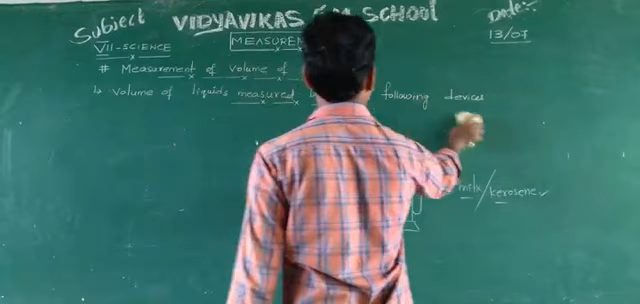 Subject VIDYAVIKAS E.M SCHOOL Date:-
VII-SCIENCE MEASUREM 13/07
# Measurement of volume of
↳ Volume of liquids measured following devices
milk/kerosene